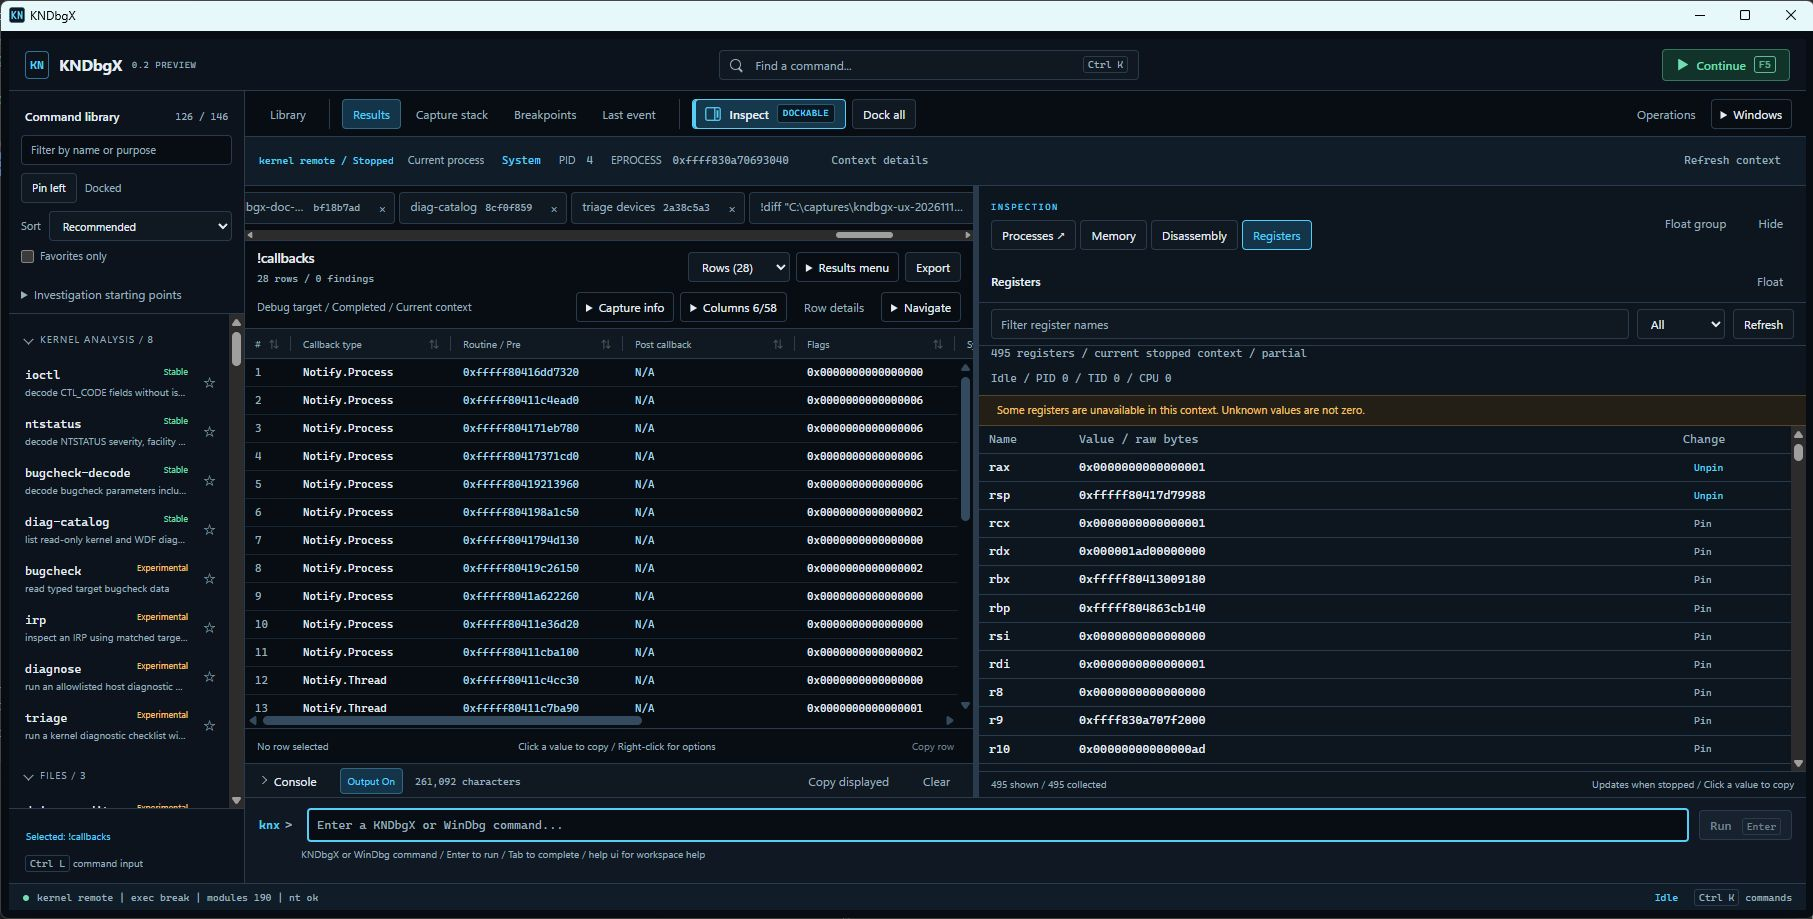 KN KNDbgX
KN KNDbgX 0.2 PREVIEW
Find a command... Ctrl K
Continue F5
Command library 126 / 146
Filter by name or purpose
Pin left Docked
Sort Recommended
Favorites only
Investigation starting points
KERNEL ANALYSIS / 8
ioctl Stable
decode CTL_CODE fields without is...
ntstatus Stable
decode NTSTATUS severity, facility ...
bugcheck-decode Stable
decode bugcheck parameters inclu...
diag-catalog Stable
list read-only kernel and WDF diag...
bugcheck Experimental
read typed target bugcheck data
irp Experimental
inspect an IRP using matched targe...
diagnose Experimental
run an allowlisted host diagnostic ...
triage Experimental
run a kernel diagnostic checklist wi...
FILES / 3
Experimental
Selected: !callbacks
Ctrl L command input
Library Results Capture stack Breakpoints Last event Inspect DOCKABLE Dock all Operations Windows
kernel remote / Stopped Current process System PID 4 EPROCESS 0xffff830a70693040 Context details Refresh context
bgx-doc-... bf18b7ad × diag-catalog 8cf0f859 × triage devices 2a38c5a3 × !diff "C:\captures\kndbgx-ux-2026111...
!callbacks
28 rows / 0 findings
Rows (28) Results menu Export
Debug target / Completed / Current context
Capture info Columns 6/58 Row details Navigate
# Callback type Routine / Pre Post callback Flags S
1 Notify.Process 0xfffff80416dd7320 N/A 0x0000000000000000
2 Notify.Process 0xfffff80411c4ead0 N/A 0x0000000000000006
3 Notify.Process 0xfffff804171eb780 N/A 0x0000000000000006
4 Notify.Process 0xfffff80417371cd0 N/A 0x0000000000000006
5 Notify.Process 0xfffff80419213960 N/A 0x0000000000000006
6 Notify.Process 0xfffff804198a1c50 N/A 0x0000000000000002
7 Notify.Process 0xfffff8041794d130 N/A 0x0000000000000000
8 Notify.Process 0xfffff80419c26150 N/A 0x0000000000000002
9 Notify.Process 0xfffff8041a622260 N/A 0x0000000000000000
10 Notify.Process 0xfffff80411e36d20 N/A 0x0000000000000000
11 Notify.Process 0xfffff80411cba100 N/A 0x0000000000000002
12 Notify.Thread 0xfffff80411c4cc30 N/A 0x0000000000000000
13 Notify.Thread 0xfffff80411c7ba90 N/A 0x0000000000000001
No row selected Click a value to copy / Right-click for options Copy row
Console Output On 261,092 characters Copy displayed Clear
INSPECTION
Processes ↗ Memory Disassembly Registers Float group Hide
Registers Float
Filter register names All Refresh
495 registers / current stopped context / partial
Idle / PID 0 / TID 0 / CPU 0
Some registers are unavailable in this context. Unknown values are not zero.
Name Value / raw bytes Change
rax 0x0000000000000001 Unpin
rsp 0xfffff80417d79988 Unpin
rcx 0x0000000000000001 Pin
rdx 0x000001ad00000000 Pin
rbx 0xfffff80413009180 Pin
rbp 0xfffff804863cb140 Pin
rsi 0x0000000000000000 Pin
rdi 0x0000000000000001 Pin
r8 0x0000000000000000 Pin
r9 0xffff830a707f2000 Pin
r10 0x00000000000000ad Pin
495 shown / 495 collected Updates when stopped / Click a value to copy
knx > Enter a KNDbgX or WinDbg command... Run Enter
KNDbgX or WinDbg command / Enter to run / Tab to complete / help ui for workspace help
kernel remote | exec break | modules 190 | nt ok Idle Ctrl K commands